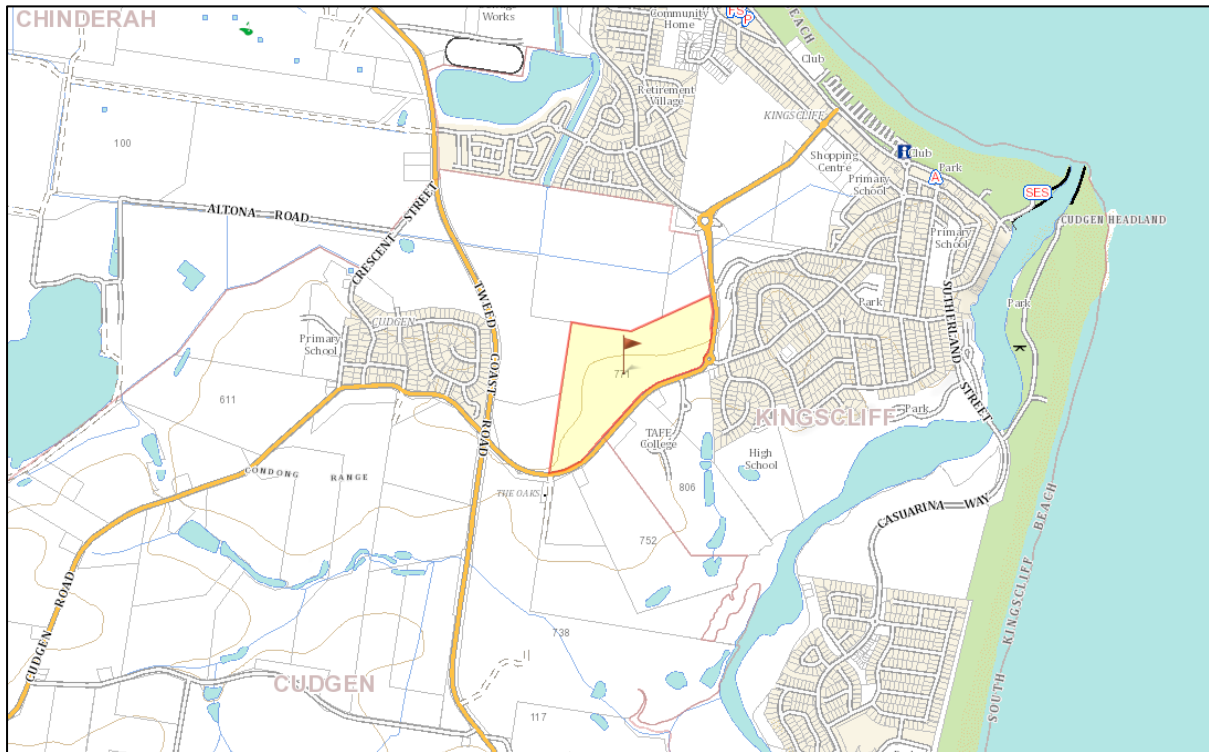 CHINDERAH
Works
Community
Home
FS
P
BEACH
Club
Retirement
Village
KINGSCLIFF
100
Shopping
Centre
Club
Park
Primary
School
A
SES
CUDGEN HEADLAND
ALTONA ROAD
CRESCENT STREET
Primary
School
Park
Park
SUTHERLAND STREET
TWEED COAST ROAD
CUDGEN
Primary
School
771
K
611
KINGSCLIFF
Park
TAFE
College
High
School
CONDONG RANGE
THE OAKS
806
752
CASUARINA WAY
SOUTH KINGSCLIFF BEACH
CUDGEN ROAD
738
CUDGEN
117